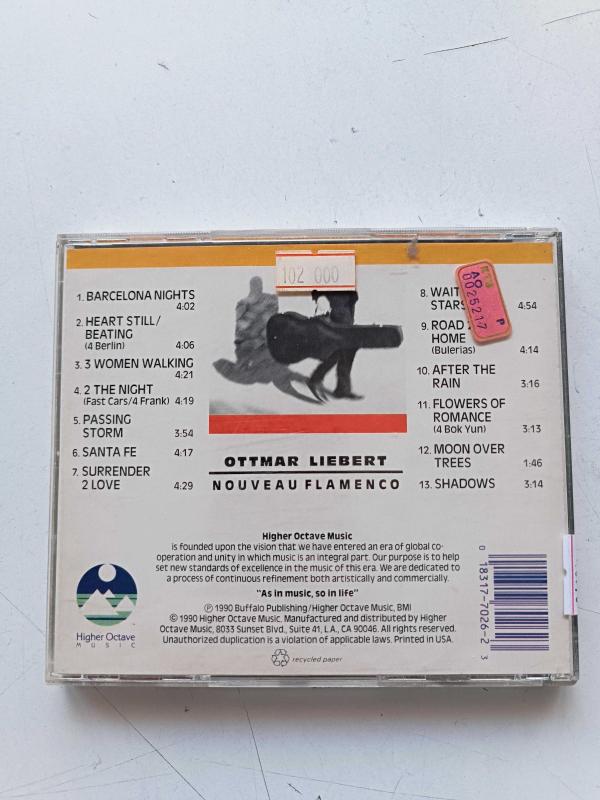 102 000
1. BARCELONA NIGHTS
4:02
2. HEART STILL/
BEATING
(4 Berlin) 4:06
3. 3 WOMEN WALKING
4:21
4. 2 THE NIGHT
(Fast Cars/4 Frank) 4:19
5. PASSING
STORM 3:54
6. SANTA FE 4:17
7. SURRENDER
2 LOVE 4:29
8. WAIT
STARS 4:54
9. ROAD
HOME
(Bulerias) 4:14
10. AFTER THE
RAIN 3:16
11. FLOWERS OF
ROMANCE
(4 Bok Yun) 3:13
12. MOON OVER
TREES 1:46
13. SHADOWS 3:14
AO P
0025217
OTTMAR LIEBERT
NOUVEAU FLAMENCO
Higher Octave Music
is founded upon the vision that we have entered an era of global co-
operation and unity in which music is an integral part. Our purpose is to help
set new standards of excellence in the music of this era. We are dedicated to
a process of continuous refinement both artistically and commercially.
"As in music, so in life"
Ⓟ 1990 Buffalo Publishing/Higher Octave Music, BMI
© 1990 Higher Octave Music. Manufactured and distributed by Higher
Octave Music, 8033 Sunset Blvd., Suite 41, L.A., CA 90046. All rights reserved.
Unauthorized duplication is a violation of applicable laws. Printed in USA.
recycled paper
Higher Octave
MUSIC
0 18317-7026-2 3